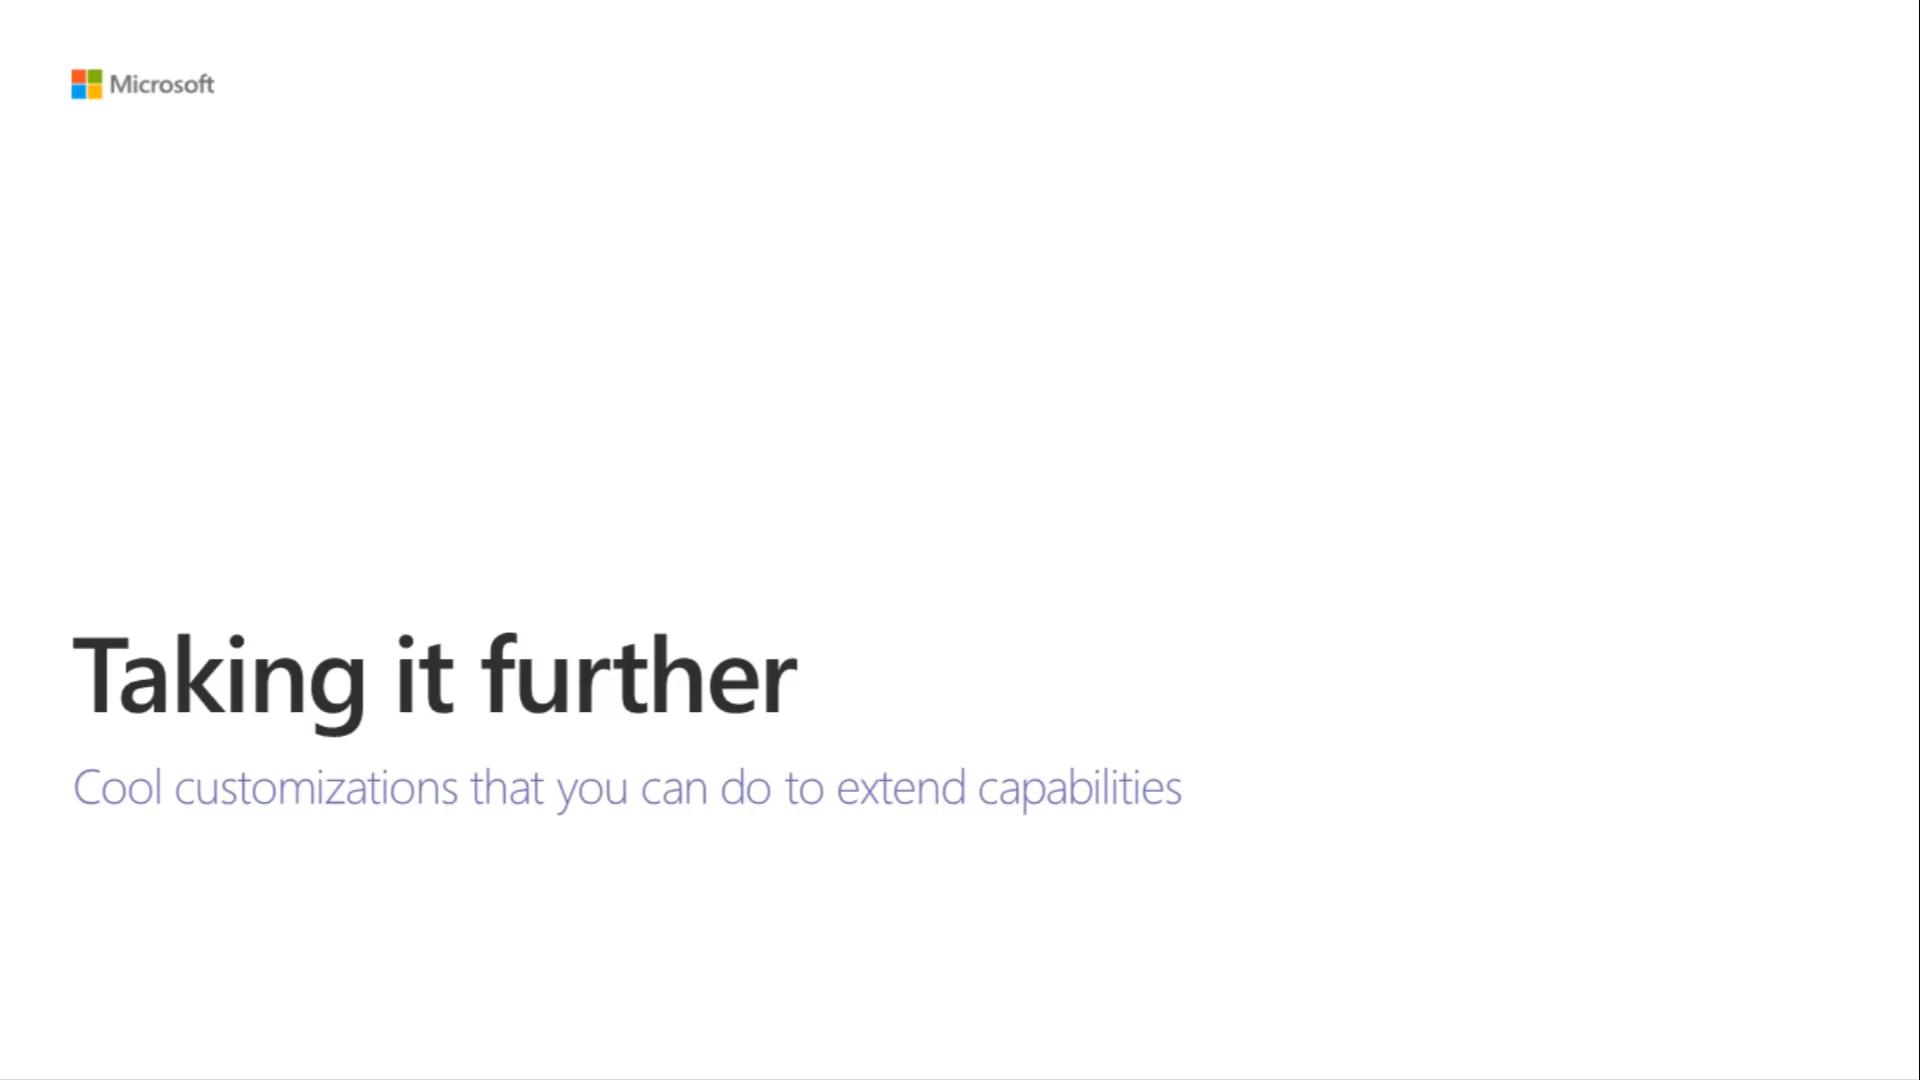 Microsoft
Taking it further
Cool customizations that you can do to extend capabilities